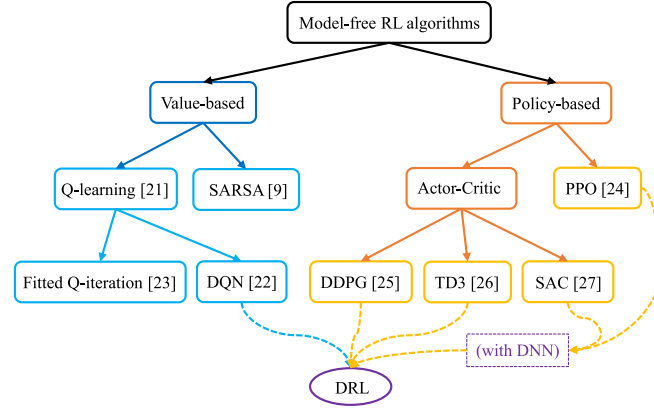 Model-free RL algorithms
Value-based
Policy-based
Q-learning [21]
SARSA [9]
Actor-Critic
PPO [24]
Fitted Q-iteration [23]
DQN [22]
DDPG [25]
TD3 [26]
SAC [27]
(with DNN)
DRL